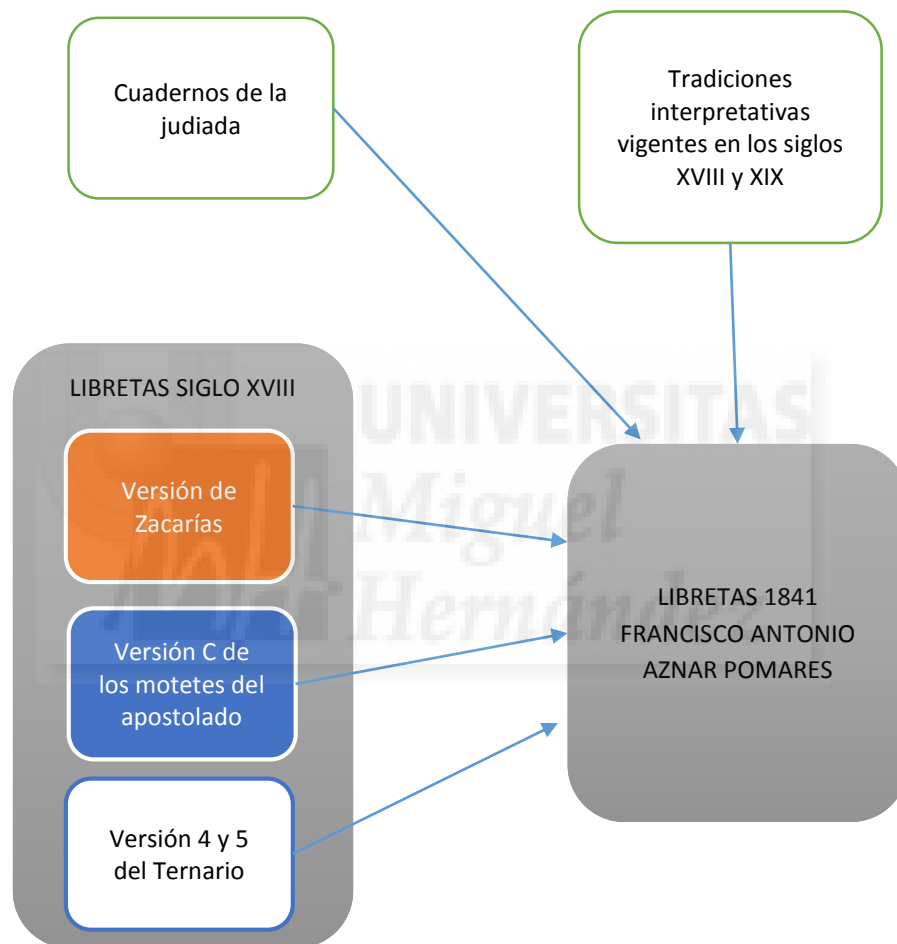 Cuadernos de la
judiada
Tradiciones
interpretativas
vigentes en los siglos
XVIII y XIX
LIBRETAS SIGLO XVIII
Versión de
Zacarías
Versión C de
los motetes del
apostolado
Versión 4 y 5
del Ternario
LIBRETAS 1841
FRANCISCO ANTONIO
AZNAR POMARES
UNIVERSITAS
Miguel
Hernández